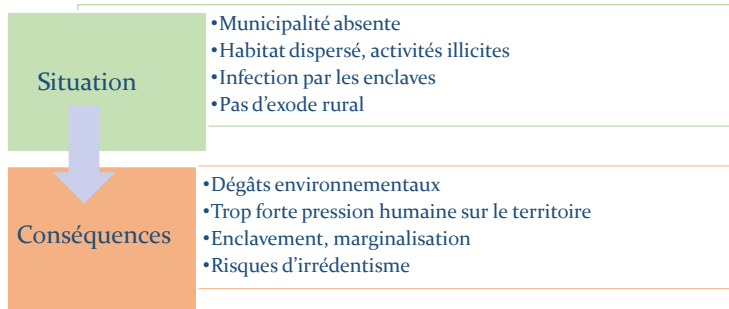 Situation
•Municipalité absente
•Habitat dispersé, activités illicites
•Infection par les enclaves
•Pas d'exode rural
Conséquences
•Dégâts environnementaux
•Trop forte pression humaine sur le territoire
•Enclavement, marginalisation
•Risques d'irrédentisme